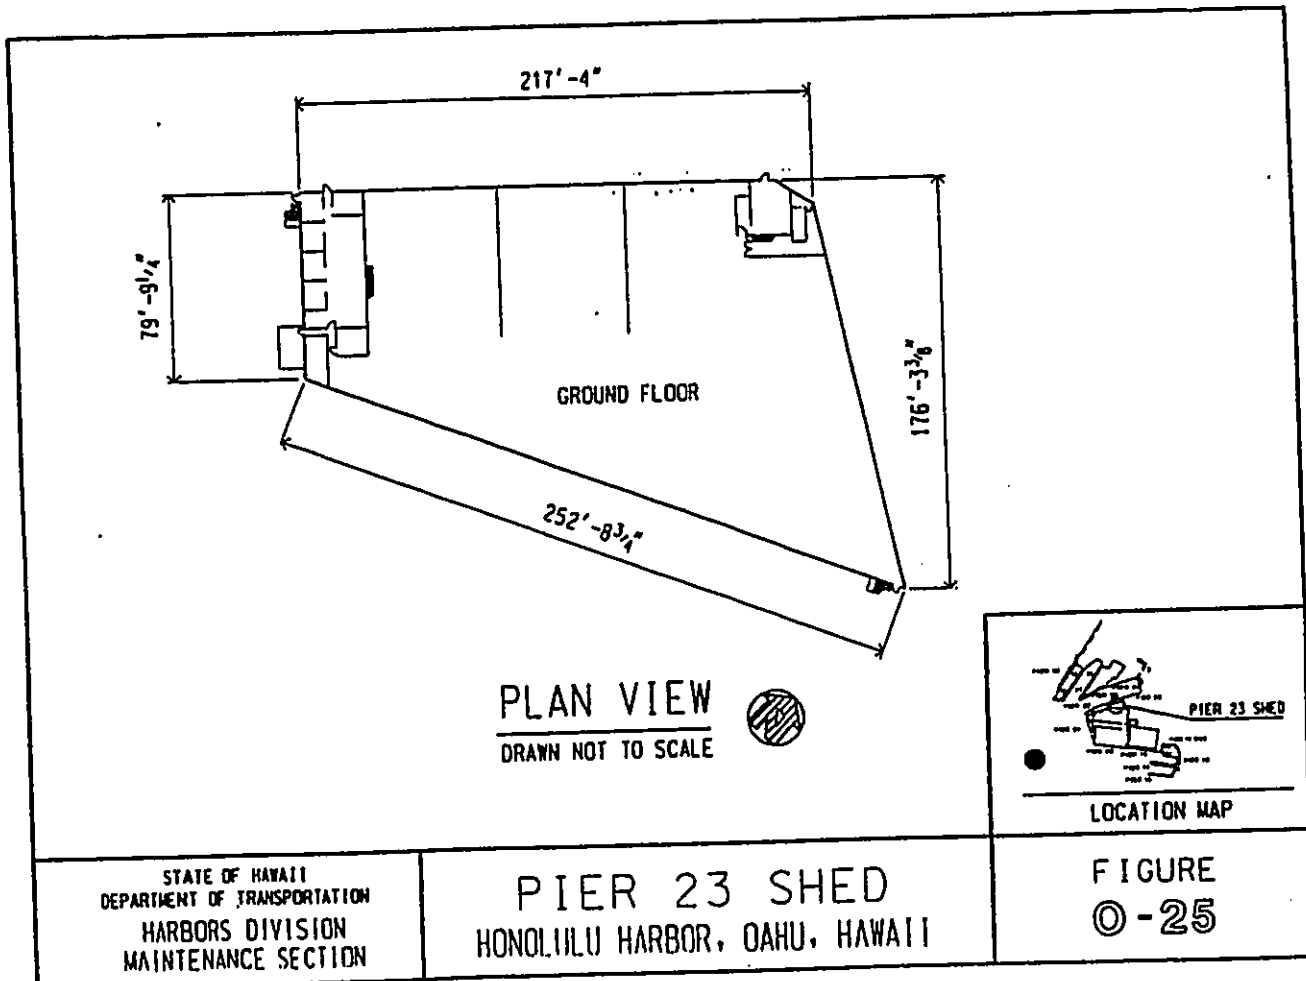 217'-4"
79'-9 1/4"
176'-3 3/8"
GROUND FLOOR
252'-8 3/4"
PLAN VIEW
DRAWN NOT TO SCALE
PIER 23 SHED
LOCATION MAP
STATE OF HAWAII
DEPARTMENT OF TRANSPORTATION
HARBORS DIVISION
MAINTENANCE SECTION
PIER 23 SHED
HONOLULU HARBOR, OAHU, HAWAII
FIGURE
O-25